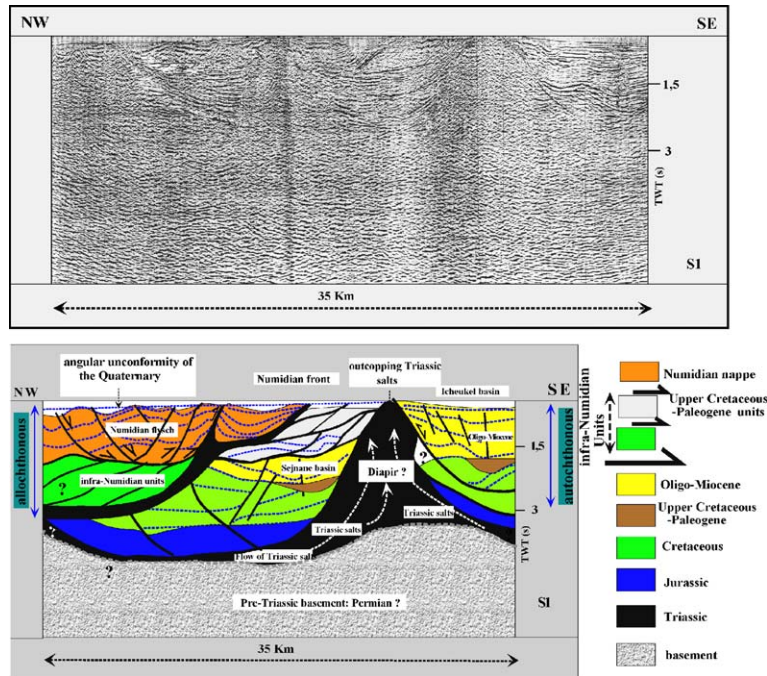 NW
SE
1,5
3
TWT (s)
S1
35 Km
angular unconformity of
the Quaternary
Numidian front
outcopping Triassic
salts
NW
Icheukel basin
SE
allochthonous
Numidian flysch
Oligo-Miocene
autochthonous
1,5
infra-Numidian units
Sejnane basin
Diapir ?
?
?
Triassic salts
Triassic salts
3
TWT (s)
?
Flow of Triassic salt
?
Pre-Triassic basement: Permian ?
S1
35 Km
Numidian nappe
infra-Numidian
Units
Upper Cretaceous
-Paleogene units
Oligo-Miocene
Upper Cretaceous
-Paleogene
Cretaceous
Jurassic
Triassic
basement